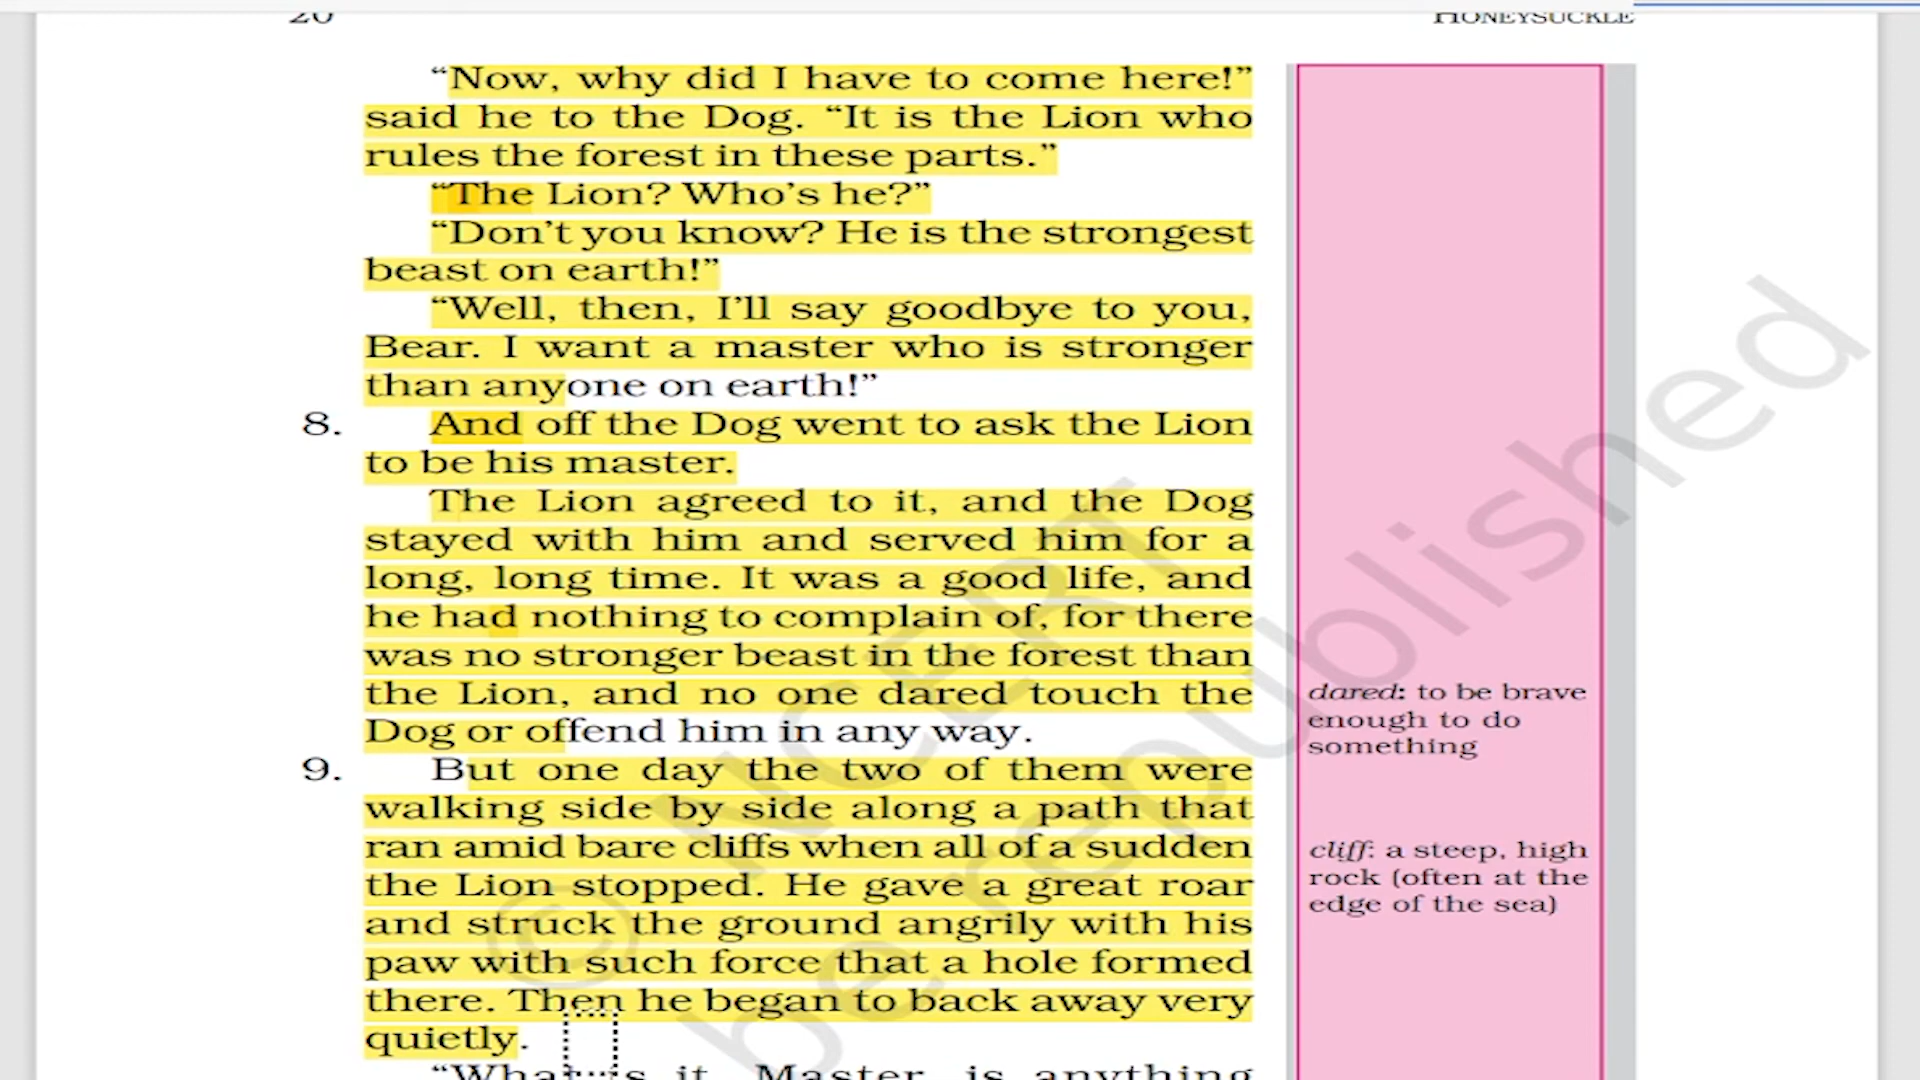 20
HONEYSUCKLE
“Now, why did I have to come here!”
said he to the Dog. “It is the Lion who
rules the forest in these parts.”
“The Lion? Who’s he?”
“Don’t you know? He is the strongest
beast on earth!”
“Well, then, I’ll say goodbye to you,
Bear. I want a master who is stronger
than anyone on earth!”
8. And off the Dog went to ask the Lion
to be his master.
The Lion agreed to it, and the Dog
stayed with him and served him for a
long, long time. It was a good life, and
he had nothing to complain of, for there
was no stronger beast in the forest than
the Lion, and no one dared touch the
Dog or offend him in any way.
9. But one day the two of them were
walking side by side along a path that
ran amid bare cliffs when all of a sudden
the Lion stopped. He gave a great roar
and struck the ground angrily with his
paw with such force that a hole formed
there. Then he began to back away very
quietly.
“What is it, Master, is anything
dared: to be brave
enough to do
something
cliff: a steep, high
rock (often at the
edge of the sea)
© NCERT
be republished